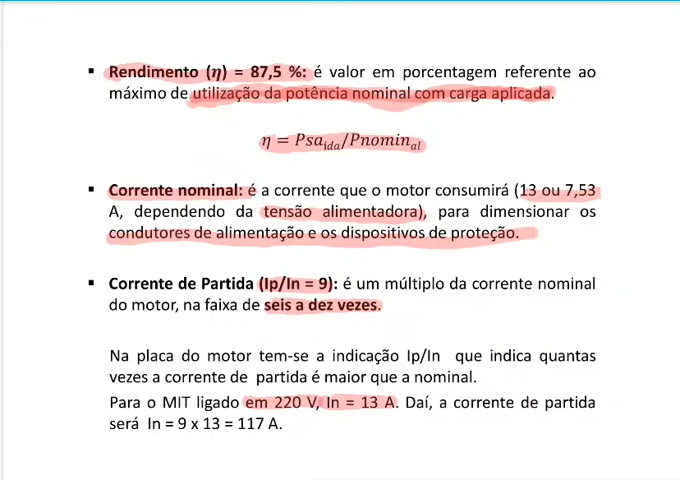 ▪ Rendimento (η) = 87,5 %: é valor em porcentagem referente ao
máximo de utilização da potência nominal com carga aplicada.
η = Psaída/Pnominal
▪ Corrente nominal: é a corrente que o motor consumirá (13 ou 7,53
A, dependendo da tensão alimentadora), para dimensionar os
condutores de alimentação e os dispositivos de proteção.
▪ Corrente de Partida (Ip/In = 9): é um múltiplo da corrente nominal
do motor, na faixa de seis a dez vezes.
Na placa do motor tem-se a indicação Ip/In que indica quantas
vezes a corrente de partida é maior que a nominal.
Para o MIT ligado em 220 V, In = 13 A. Daí, a corrente de partida
será In = 9 x 13 = 117 A.